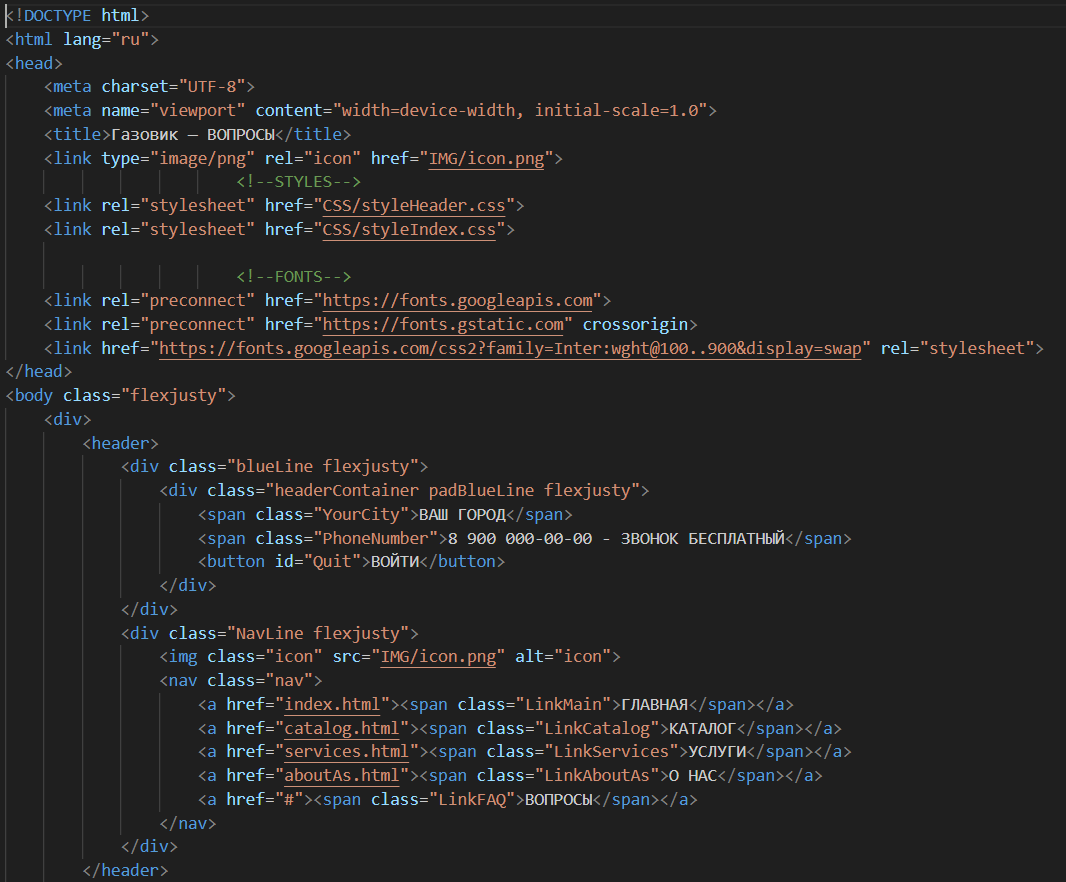 <!DOCTYPE html>
<html lang="ru">
<head>
    <meta charset="UTF-8">
    <meta name="viewport" content="width=device-width, initial-scale=1.0">
    <title>Газовик — ВОПРОСЫ</title>
    <link type="image/png" rel="icon" href="IMG/icon.png">
                        <!--STYLES-->
    <link rel="stylesheet" href="CSS/styleHeader.css">
    <link rel="stylesheet" href="CSS/styleIndex.css">

                        <!--FONTS-->
    <link rel="preconnect" href="https://fonts.googleapis.com">
    <link rel="preconnect" href="https://fonts.gstatic.com" crossorigin>
    <link href="https://fonts.googleapis.com/css2?family=Inter:wght@100..900&display=swap" rel="stylesheet">
</head>
<body class="flexjusty">
    <div>
        <header>
            <div class="blueLine flexjusty">
                <div class="headerContainer padBlueLine flexjusty">
                    <span class="YourCity">ВАШ ГОРОД</span>
                    <span class="PhoneNumber">8 900 000-00-00 - ЗВОНОК БЕСПЛАТНЫЙ</span>
                    <button id="Quit">ВОЙТИ</button>
                </div>
            </div>
            <div class="NavLine flexjusty">
                <img class="icon" src="IMG/icon.png" alt="icon">
                <nav class="nav">
                    <a href="index.html"><span class="LinkMain">ГЛАВНАЯ</span></a>
                    <a href="catalog.html"><span class="LinkCatalog">КАТАЛОГ</span></a>
                    <a href="services.html"><span class="LinkServices">УСЛУГИ</span></a>
                    <a href="aboutAs.html"><span class="LinkAboutAs">О НАС</span></a>
                    <a href="#"><span class="LinkFAQ">ВОПРОСЫ</span></a>
                </nav>
            </div>
        </header>